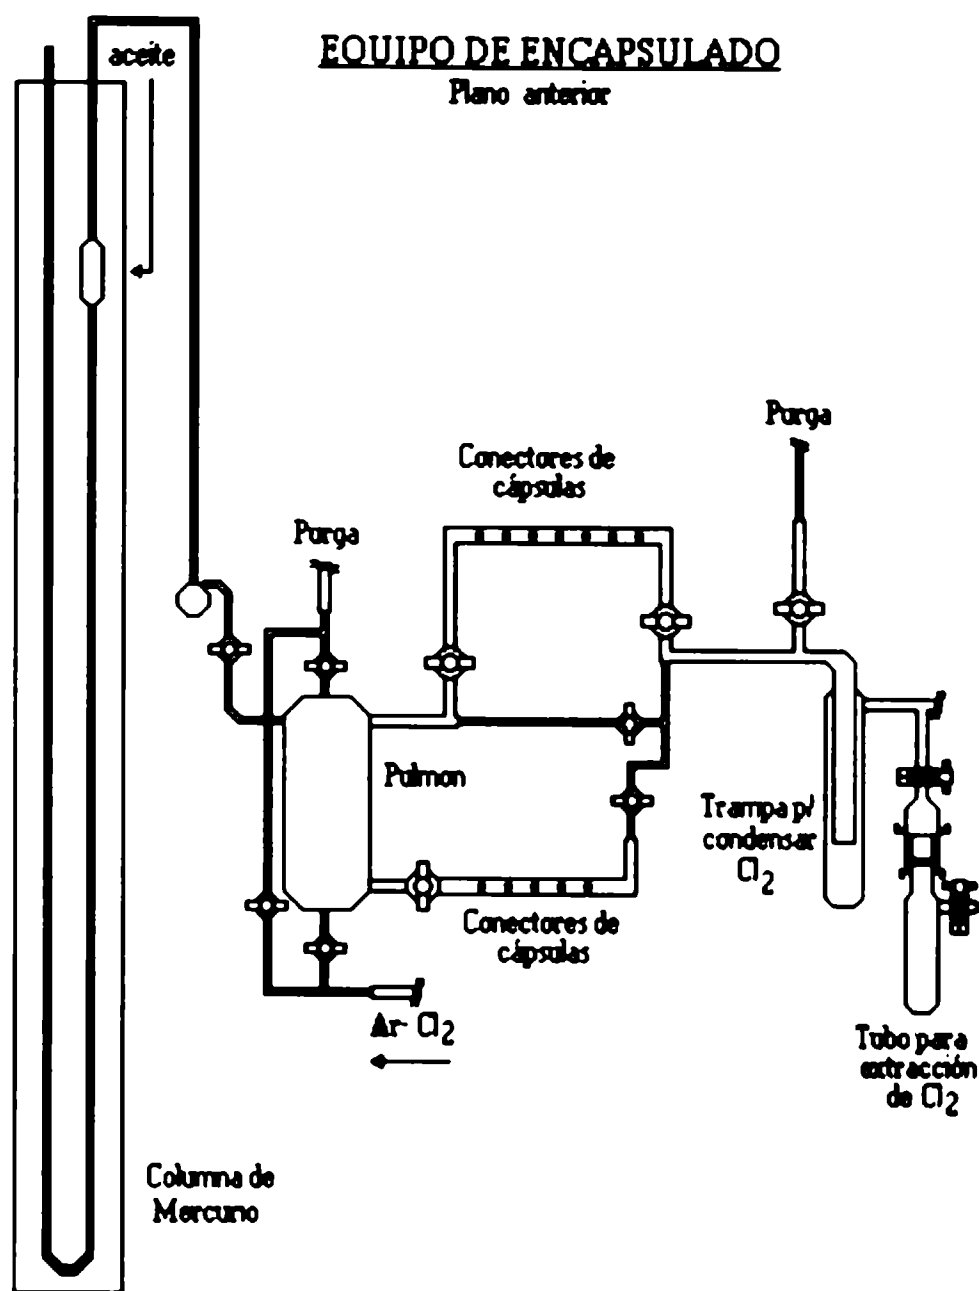 EQUIPO DE ENCAPSULADO
Plano anterior
aceite
Purga
Conectores de
cápsulas
Purga
Pulmon
Trampa p/
condensar
Cl2
Conectores de
cápsulas
Ar- Cl2
Tubo para
extracción
de Cl2
Columna de
Mercurio